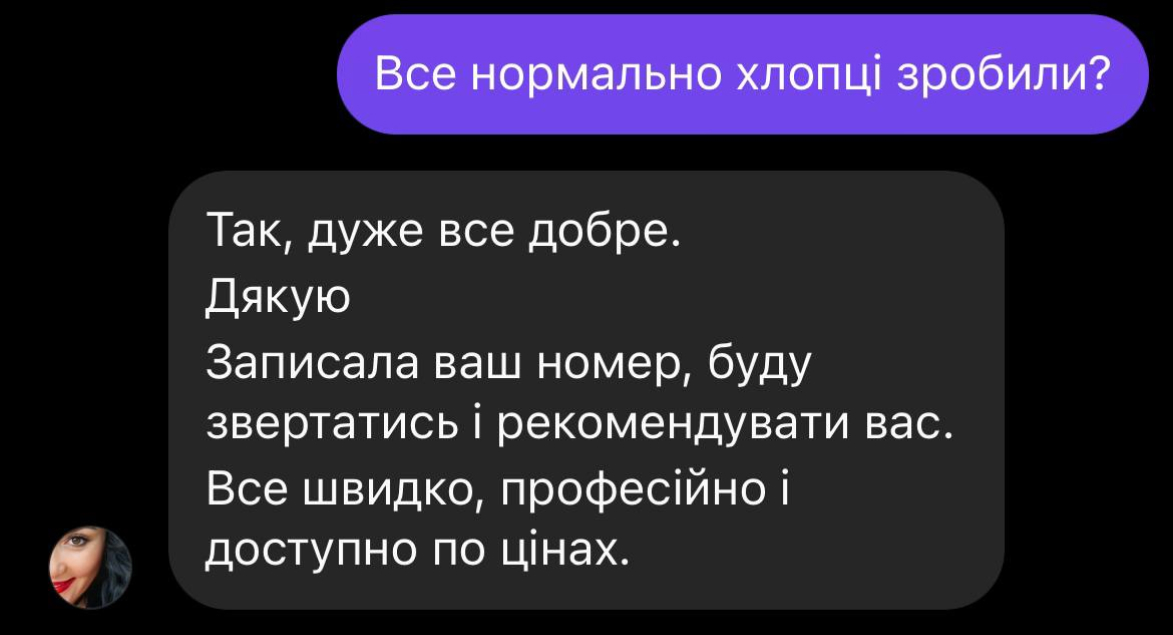 Все нормально хлопці зробили?
Так, дуже все добре.
Дякую
Записала ваш номер, буду
звертатись і рекомендувати вас.
Все швидко, професійно і
доступно по цінах.